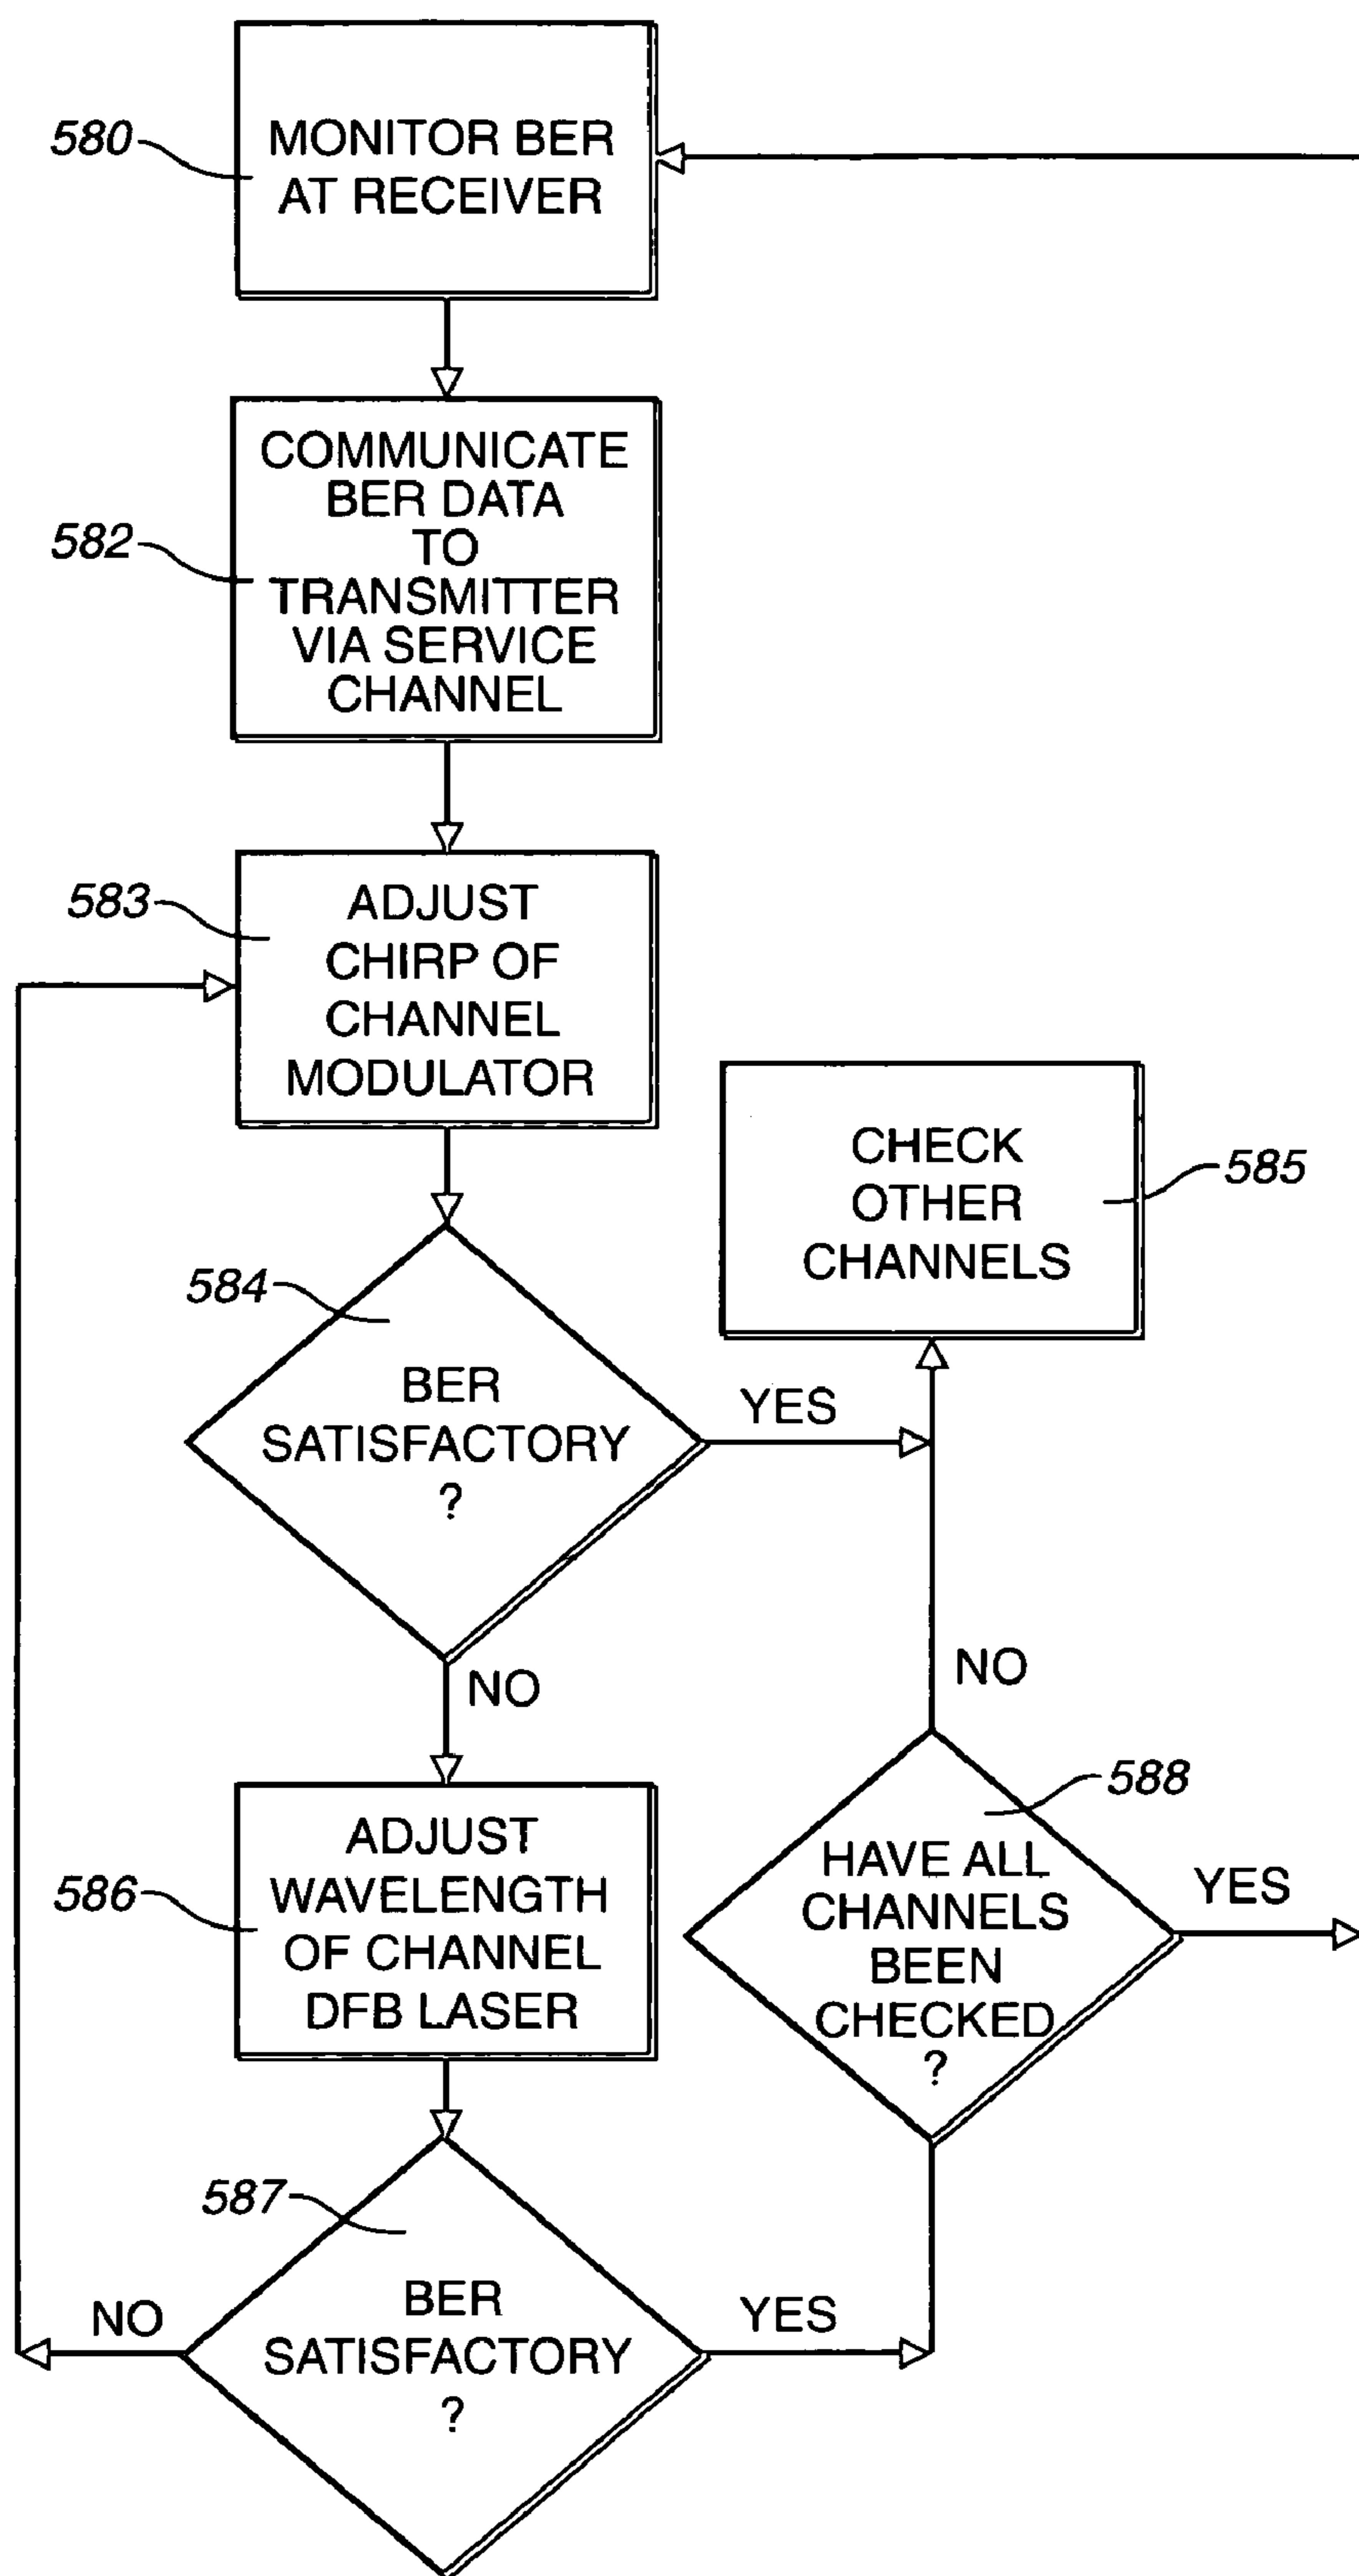 580
MONITOR BER
AT RECEIVER
582
COMMUNICATE
BER DATA
TO
TRANSMITTER
VIA SERVICE
CHANNEL
583
ADJUST
CHIRP OF
CHANNEL
MODULATOR
CHECK
OTHER
CHANNELS
585
584
BER
SATISFACTORY
?
YES
NO
NO
586
ADJUST
WAVELENGTH
OF CHANNEL
DFB LASER
588
HAVE ALL
CHANNELS
BEEN
CHECKED
?
YES
587
BER
SATISFACTORY
?
NO
YES